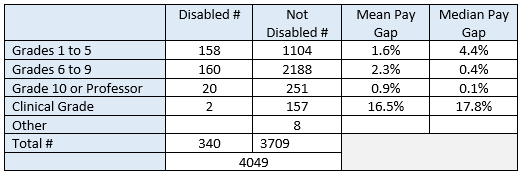 Disabled # Not Disabled # Mean Pay Gap Median Pay Gap
Grades 1 to 5 158 1104 1.6% 4.4%
Grades 6 to 9 160 2188 2.3% 0.4%
Grade 10 or Professor 20 251 0.9% 0.1%
Clinical Grade 2 157 16.5% 17.8%
Other 8
Total # 340 3709
4049